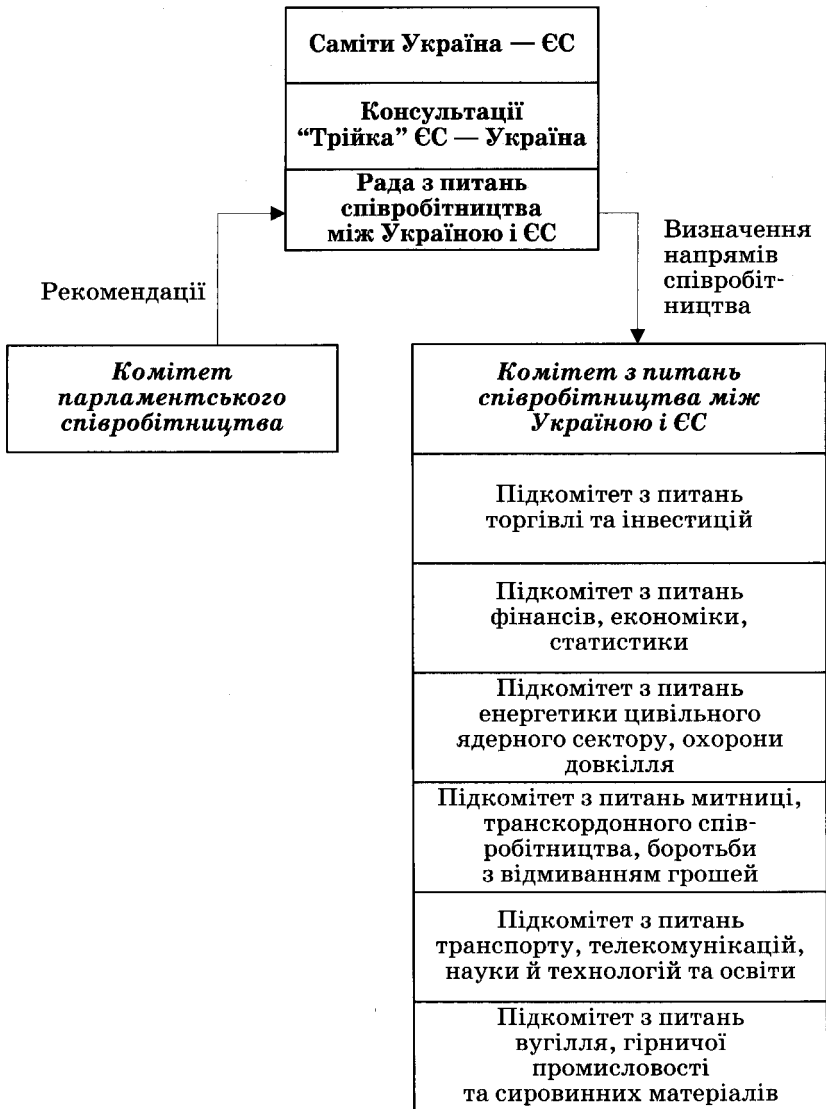 Саміти Україна — ЄС
Консультації
“Трійка” ЄС — Україна
Рада з питань
співробітництва
між Україною і ЄС
Рекомендації
Визначення
напрямів
співробіт-
ництва
Комітет
парламентського
співробітництва
Комітет з питань
співробітництва між
Україною і ЄС
Підкомітет з питань
торгівлі та інвестицій
Підкомітет з питань
фінансів, економіки,
статистики
Підкомітет з питань
енергетики цивільного
ядерного сектору, охорони
довкілля
Підкомітет з питань митниці,
транскордонного спів-
робітництва, боротьби
з відмиванням грошей
Підкомітет з питань
транспорту, телекомунікацій,
науки й технологій та освіти
Підкомітет з питань
вугілля, гірничої
промисловості
та сировинних матеріалів